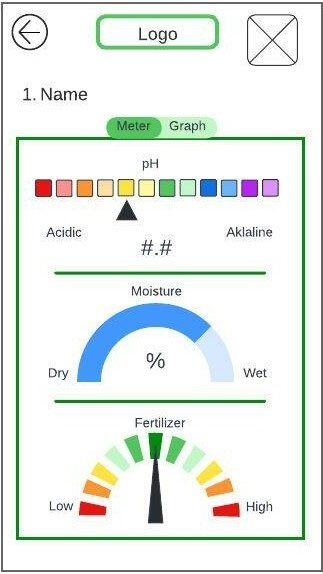 Logo
1. Name
Meter Graph
pH
Acidic Aklaline
#.#
Moisture
%
Dry Wet
Fertilizer
Low High